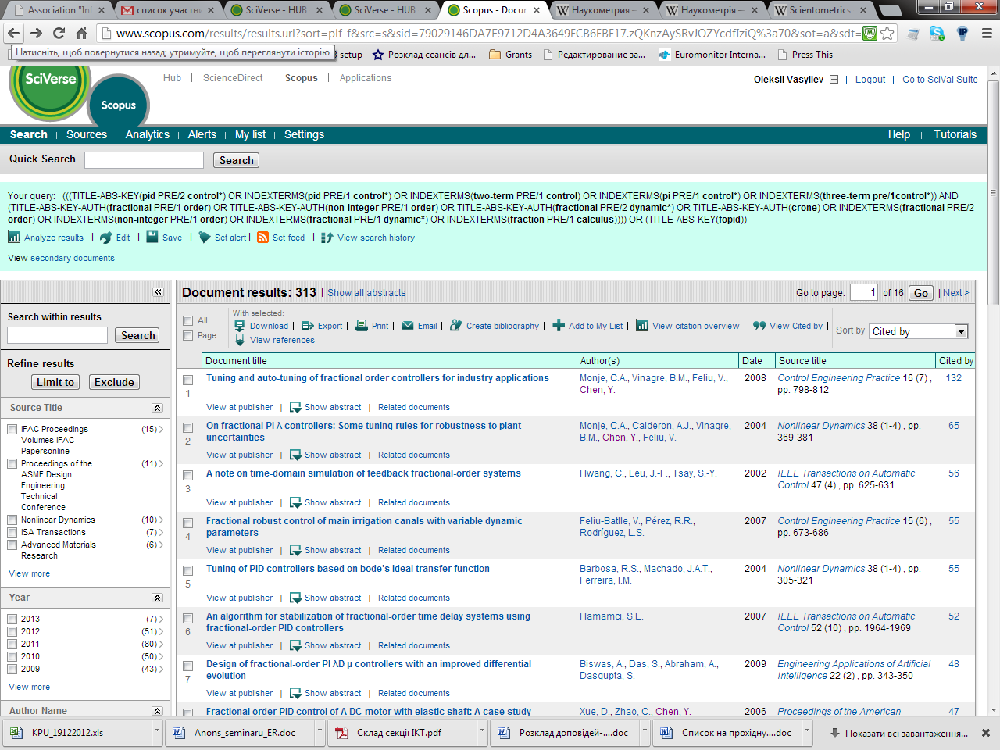 Association "Inf
список участни
SciVerse - HUB
SciVerse - HUB
Scopus - Docum
Наукометрия –
Наукометрія –
Scientometrics
www.scopus.com/results/results.url?sort=plf-f&src=s&sid=79029146DA7E9712D4A3649FCB6FBF17.zQKnzAySRvJOZYcdfIziQ%3a70&sot=a&sdt=
Натисніть, щоб повернутися назад; утримуйте, щоб переглянути історію
3 setup
Розклад сеансів дл...
Grants
Редактирование за...
Euromonitor Interna...
Press This
SciVerse
Scopus
Hub | ScienceDirect | Scopus | Applications
Oleksii Vasyliev | Logout | Go to SciVal Suite
Search | Sources | Analytics | Alerts | My list | Settings
Help | Tutorials
Quick Search
Search
Your query: (((TITLE-ABS-KEY(pid PRE/2 control*) OR INDEXTERMS(pid PRE/1 control*) OR INDEXTERMS(two-term PRE/1 control) OR INDEXTERMS(pi PRE/1 control*) OR INDEXTERMS(three-term pre/1control*)) AND
(TITLE-ABS-KEY-AUTH(fractional PRE/1 order) OR TITLE-ABS-KEY-AUTH(non-integer PRE/1 order) OR TITLE-ABS-KEY-AUTH(fractional PRE/2 dynamic*) OR TITLE-ABS-KEY-AUTH(crone) OR INDEXTERMS(fractional PRE/2
order) OR INDEXTERMS(non-integer PRE/1 order) OR INDEXTERMS(fractional PRE/1 dynamic*) OR INDEXTERMS(fraction PRE/1 calculus)))) OR (TITLE-ABS-KEY(fopid))
Analyze results | Edit | Save | Set alert | Set feed | View search history
View secondary documents
Search within results
Search
Refine results
Limit to
Exclude
Source Title
IFAC Proceedings Volumes IFAC Papersonline (15)
Proceedings of the ASME Design Engineering Technical Conference (11)
Nonlinear Dynamics (10)
ISA Transactions (7)
Advanced Materials Research (6)
View more
Year
2013 (7)
2012 (51)
2011 (80)
2010 (50)
2009 (43)
View more
Author Name
Document results: 313 | Show all abstracts
Go to page: 1 of 16 Go | Next >
All
Page
With selected:
Download | Export | Print | Email | Create bibliography | Add to My List | View citation overview | View Cited by |
View references
Sort by Cited by
Document title Author(s) Date Source title Cited by
1 Tuning and auto-tuning of fractional order controllers for industry applications Monje, C.A., Vinagre, B.M., Feliu, V., Chen, Y. 2008 Control Engineering Practice 16 (7) , pp. 798-812 132
View at publisher | Show abstract | Related documents
2 On fractional PI λ controllers: Some tuning rules for robustness to plant uncertainties Monje, C.A., Calderon, A.J., Vinagre, B.M., Chen, Y., Feliu, V. 2004 Nonlinear Dynamics 38 (1-4) , pp. 369-381 65
View at publisher | Show abstract | Related documents
3 A note on time-domain simulation of feedback fractional-order systems Hwang, C., Leu, J.-F., Tsay, S.-Y. 2002 IEEE Transactions on Automatic Control 47 (4) , pp. 625-631 56
View at publisher | Show abstract | Related documents
4 Fractional robust control of main irrigation canals with variable dynamic parameters Feliu-Batlle, V., Pérez, R.R., Rodríguez, L.S. 2007 Control Engineering Practice 15 (6) , pp. 673-686 55
View at publisher | Show abstract | Related documents
5 Tuning of PID controllers based on bode's ideal transfer function Barbosa, R.S., Machado, J.A.T., Ferreira, I.M. 2004 Nonlinear Dynamics 38 (1-4) , pp. 305-321 55
View at publisher | Show abstract | Related documents
6 An algorithm for stabilization of fractional-order time delay systems using fractional-order PID controllers Hamamci, S.E. 2007 IEEE Transactions on Automatic Control 52 (10) , pp. 1964-1969 52
View at publisher | Show abstract | Related documents
7 Design of fractional-order PI λD μ controllers with an improved differential evolution Biswas, A., Das, S., Abraham, A., Dasgupta, S. 2009 Engineering Applications of Artificial Intelligence 22 (2) , pp. 343-350 48
View at publisher | Show abstract | Related documents
Fractional order PID control of A DC-motor with elastic shaft: A case study Xue, D., Zhao, C., Chen, Y. 2006 Proceedings of the American 47
KPU_19122012.xls
Anons_seminaru_ER.doc
Склад секції ІКТ.pdf
Розклад доповідей-....doc
Список на прохідну....doc
Показати всі завантаження...